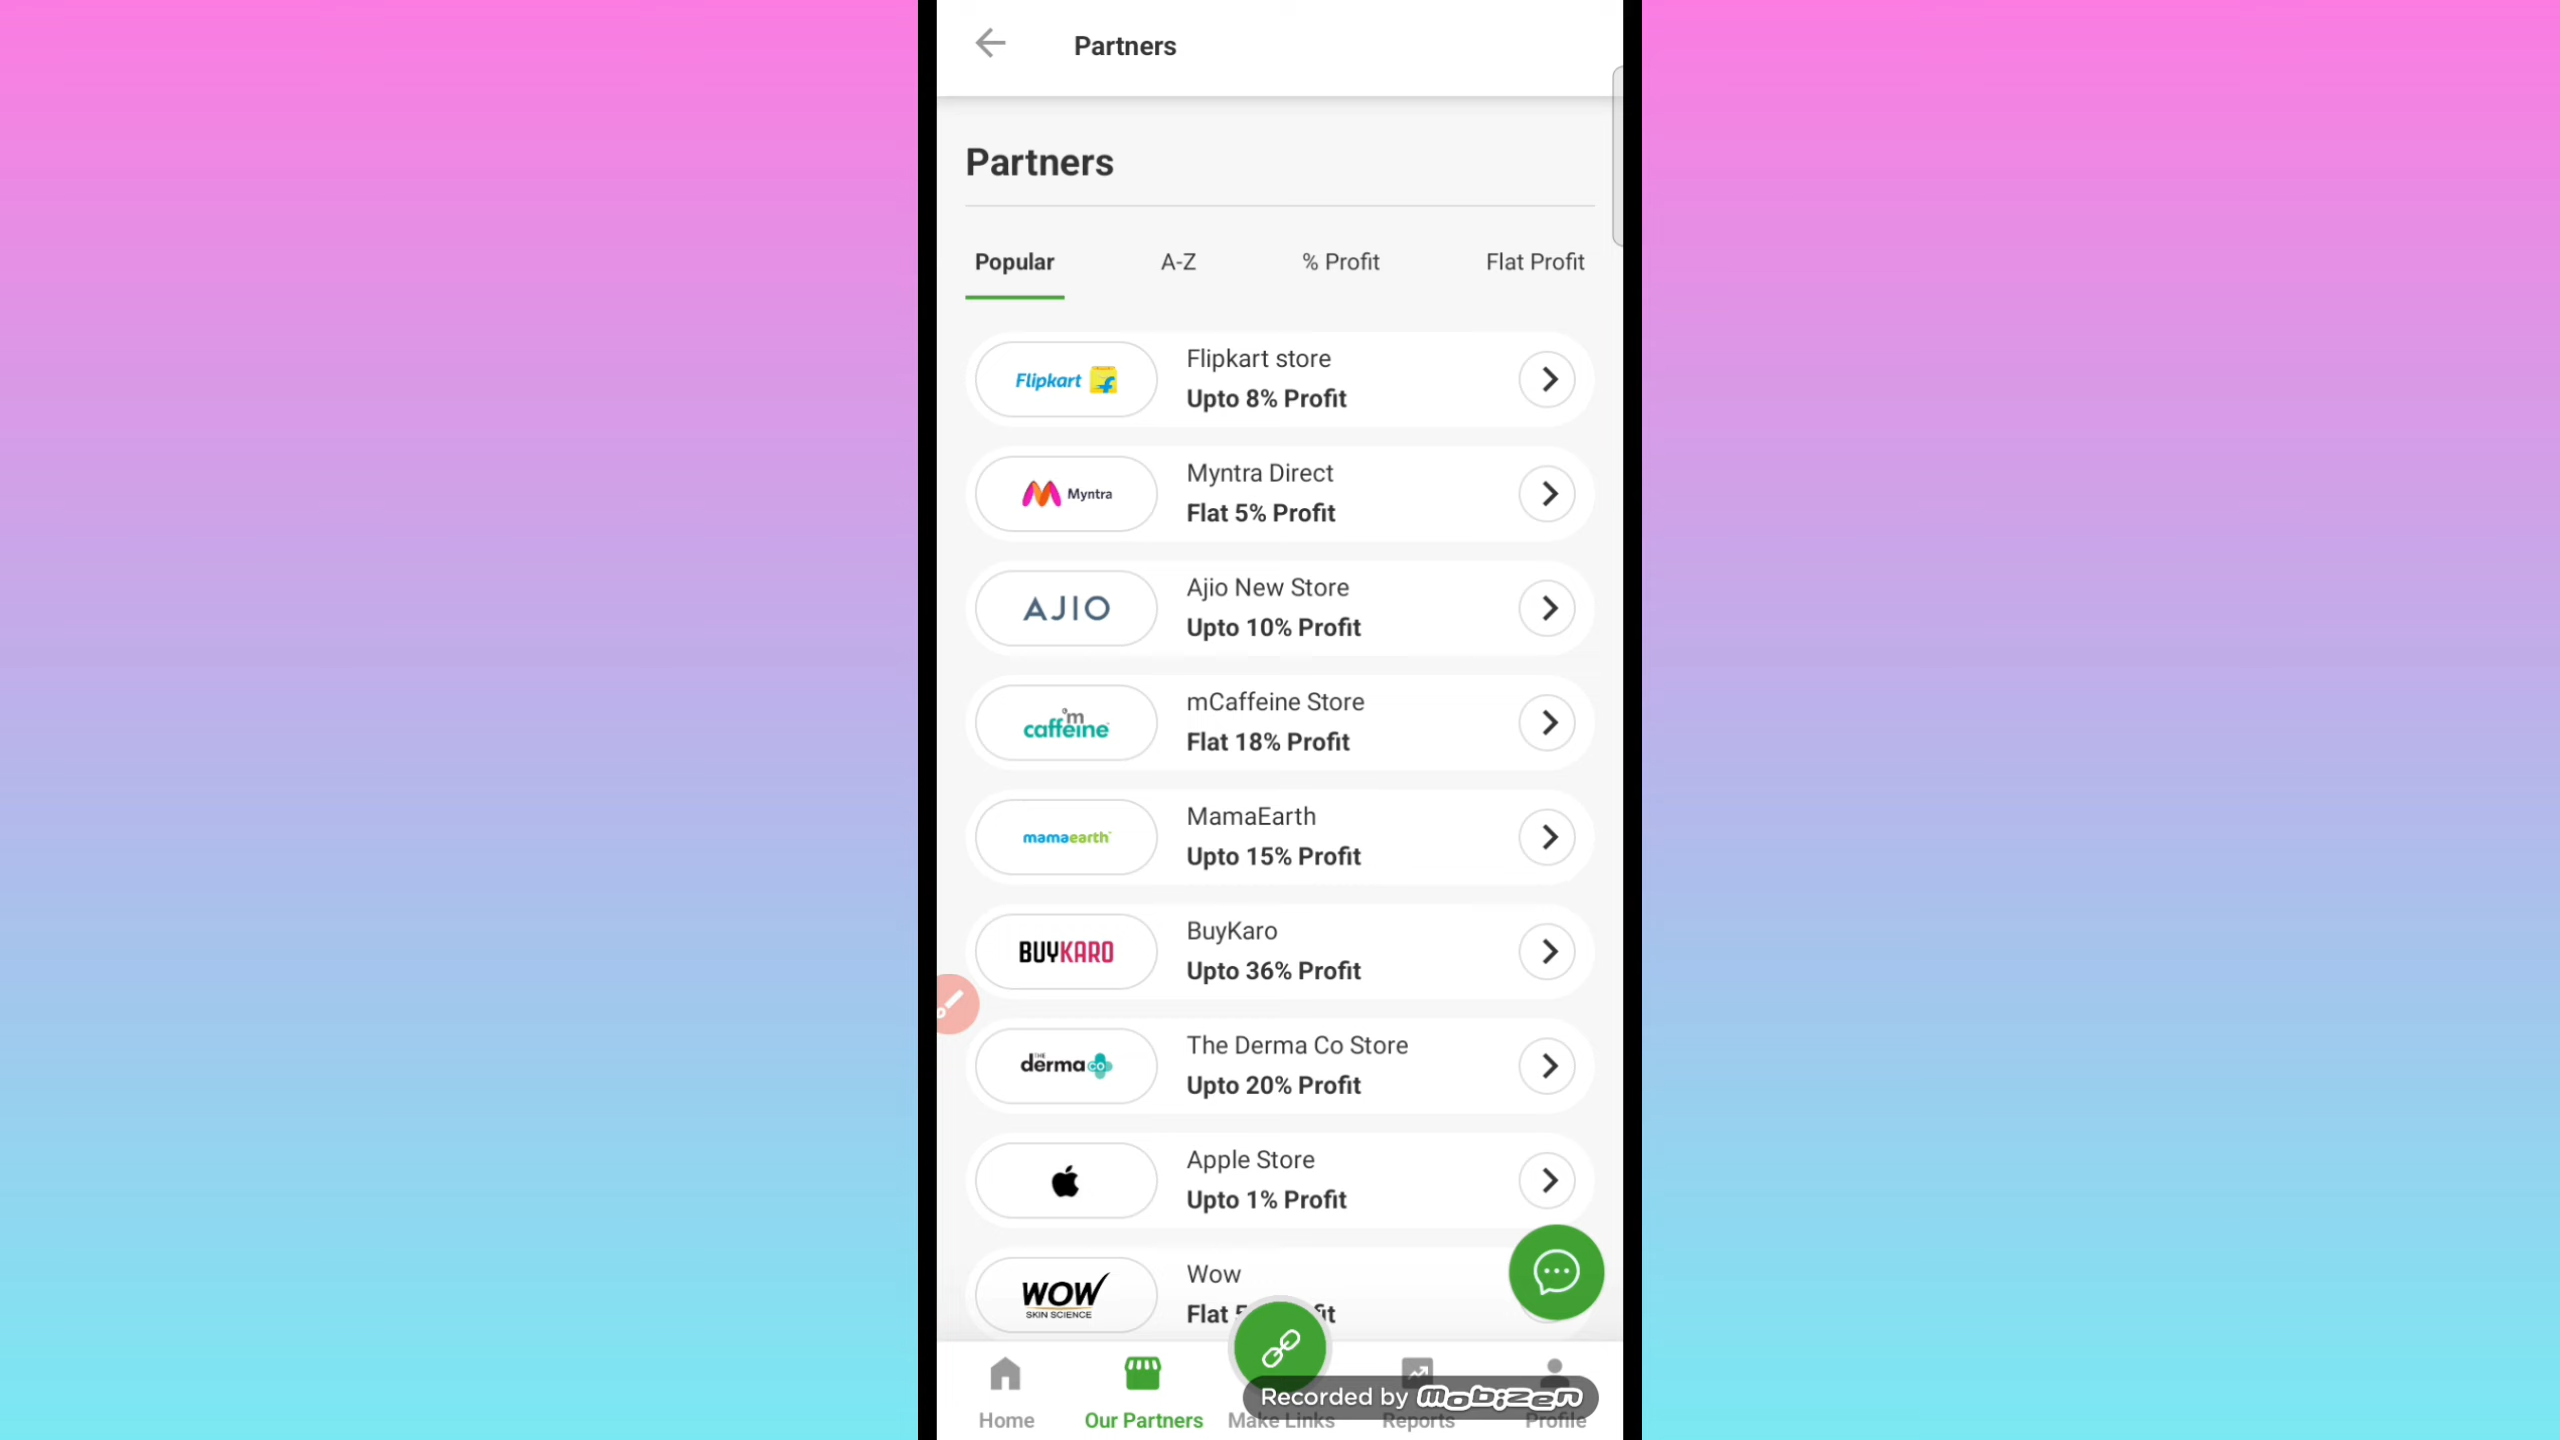 Partners
Partners
Popular A-Z % Profit Flat Profit
Flipkart
Flipkart store
Upto 8% Profit
Myntra
Myntra Direct
Flat 5% Profit
AJIO
Ajio New Store
Upto 10% Profit
m
caffeine
mCaffeine Store
Flat 18% Profit
mamaearth
MamaEarth
Upto 15% Profit
BUYKARO
BuyKaro
Upto 36% Profit
THE
derma co
The Derma Co Store
Upto 20% Profit
Apple Store
Upto 1% Profit
WOW
SKIN SCIENCE
Wow
Flat
Recorded by mobizen
Home Our Partners Make Links Reports Profile